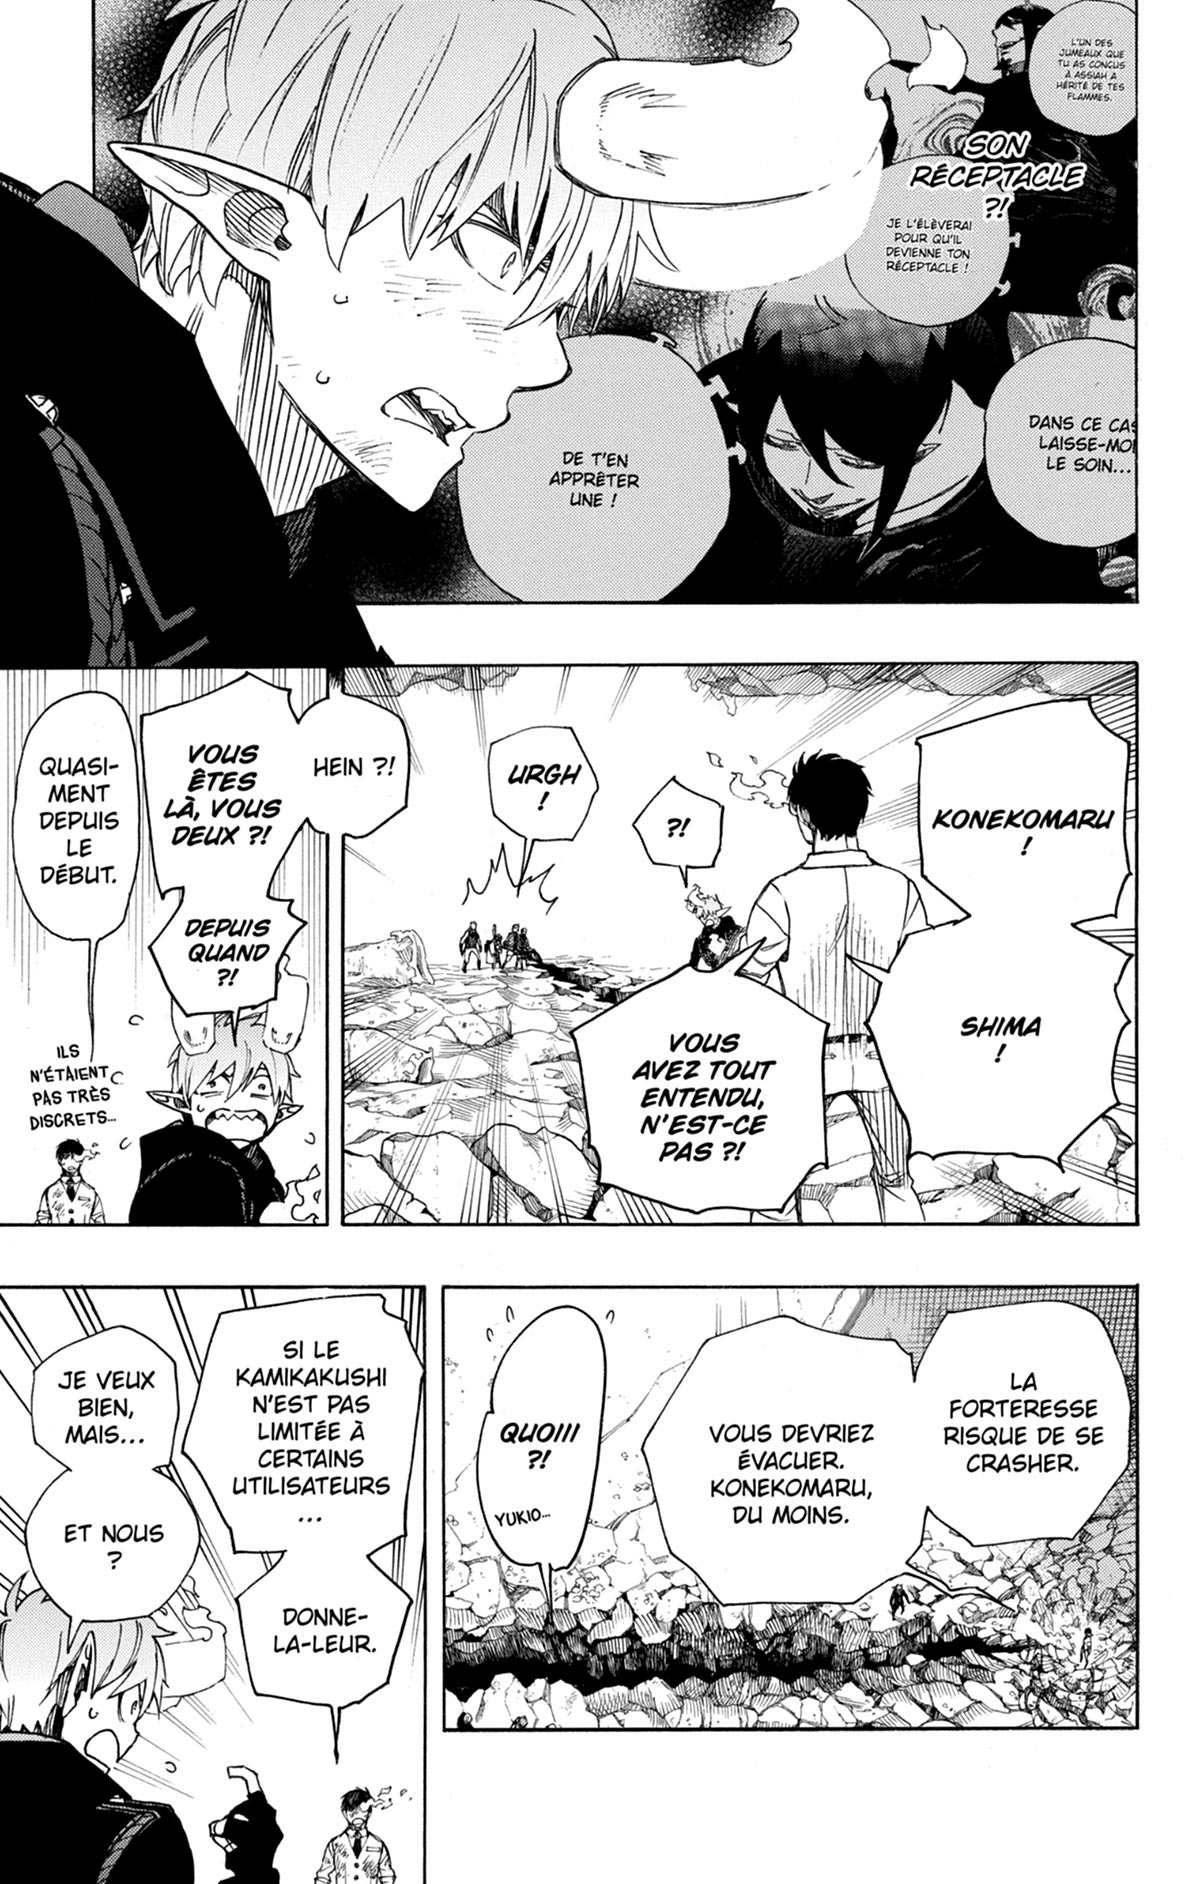 L'UN DES
JUMEAUX QUE
TU AS CONÇUS
À ASSIAH A
HÉRITÉ DE TES
FLAMMES.
SON
RÉCEPTACLE
?!
JE L'ÉLÈVERAI
POUR QU'IL
DEVIENNE TON
RÉCEPTACLE !
DANS CE CAS
LAISSE-MOI
LE SOIN...
DE T'EN
APPRÊTER
UNE !
KONEKOMARU
!
SHIMA
!
VOUS
AVEZ TOUT
ENTENDU,
N'EST-CE
PAS ?!
?!
URGH
!
HEIN ?!
VOUS
ÊTES
LÀ, VOUS
DEUX ?!
DEPUIS
QUAND
?!
QUASI-
MENT
DEPUIS
LE
DÉBUT.
ILS
N'ÉTAIENT
PAS TRÈS
DISCRETS...
LA
FORTERESSE
RISQUE DE SE
CRASHER.
VOUS DEVRIEZ
ÉVACUER.
KONEKOMARU,
DU MOINS.
QUOIII
?!
YUKIO...
SI LE
KAMIKAKUSHI
N'EST PAS
LIMITÉE À
CERTAINS
UTILISATEURS
...
DONNE-
LA-LEUR.
JE VEUX
BIEN,
MAIS...
ET NOUS
?